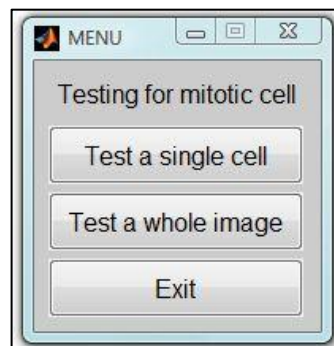 MENU
Testing for mitotic cell
Test a single cell
Test a whole image
Exit